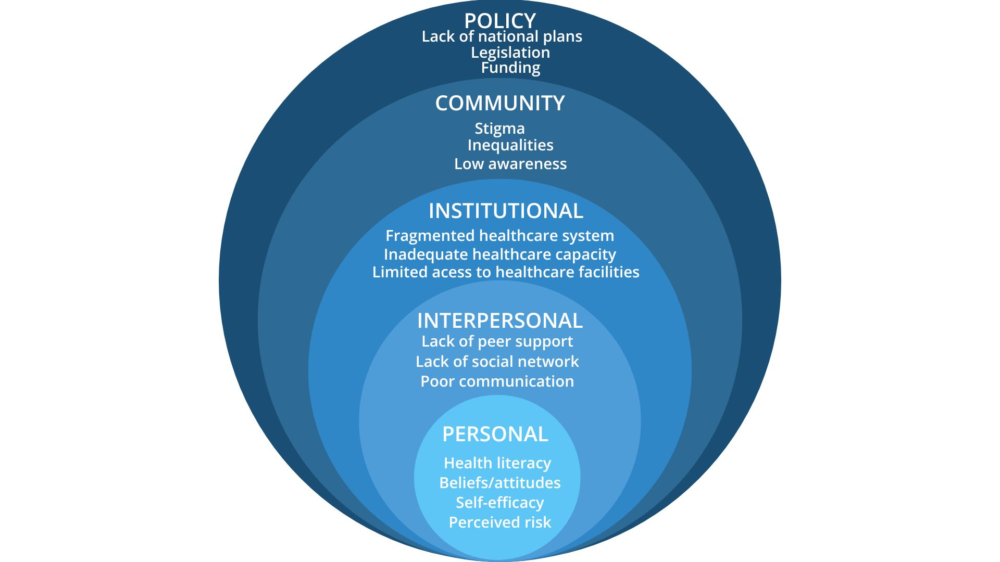 POLICY
Lack of national plans
Legislation
Funding
COMMUNITY
Stigma
Inequalities
Low awareness
INSTITUTIONAL
Fragmented healthcare system
Inadequate healthcare capacity
Limited acess to healthcare facilities
INTERPERSONAL
Lack of peer support
Lack of social network
Poor communication
PERSONAL
Health literacy
Beliefs/attitudes
Self-efficacy
Perceived risk